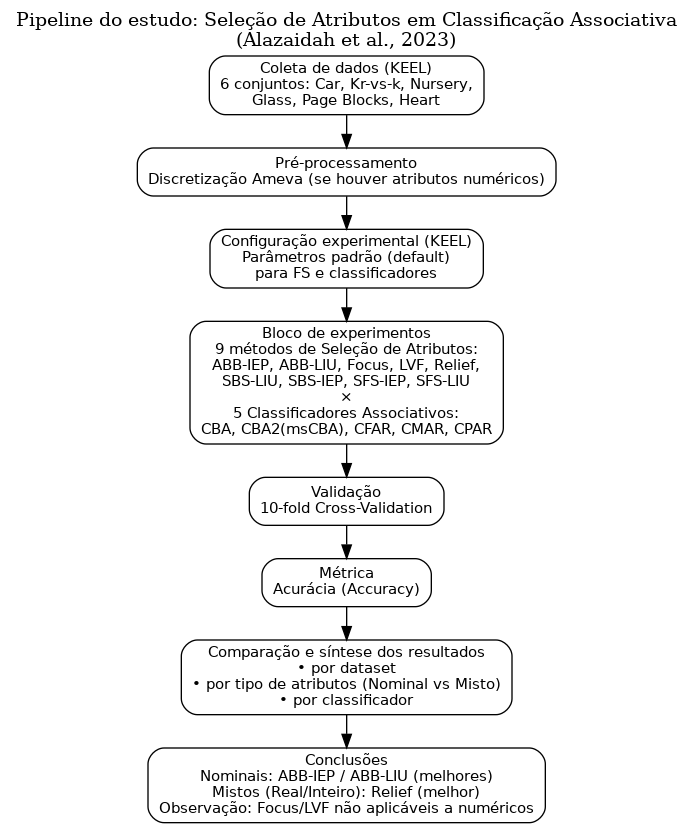 Pipeline do estudo: Seleção de Atributos em Classificação Associativa
(Alazaidah et al., 2023)
Coleta de dados (KEEL)
6 conjuntos: Car, Kr-vs-k, Nursery,
Glass, Page Blocks, Heart
Pré-processamento
Discretização Ameva (se houver atributos numéricos)
Configuração experimental (KEEL)
Parâmetros padrão (default)
para FS e classificadores
Bloco de experimentos
9 métodos de Seleção de Atributos:
ABB-IEP, ABB-LIU, Focus, LVF, Relief,
SBS-LIU, SBS-IEP, SFS-IEP, SFS-LIU
×
5 Classificadores Associativos:
CBA, CBA2(msCBA), CFAR, CMAR, CPAR
Validação
10-fold Cross-Validation
Métrica
Acurácia (Accuracy)
Comparação e síntese dos resultados
• por dataset
• por tipo de atributos (Nominal vs Misto)
• por classificador
Conclusões
Nominais: ABB-IEP / ABB-LIU (melhores)
Mistos (Real/Inteiro): Relief (melhor)
Observação: Focus/LVF não aplicáveis a numéricos